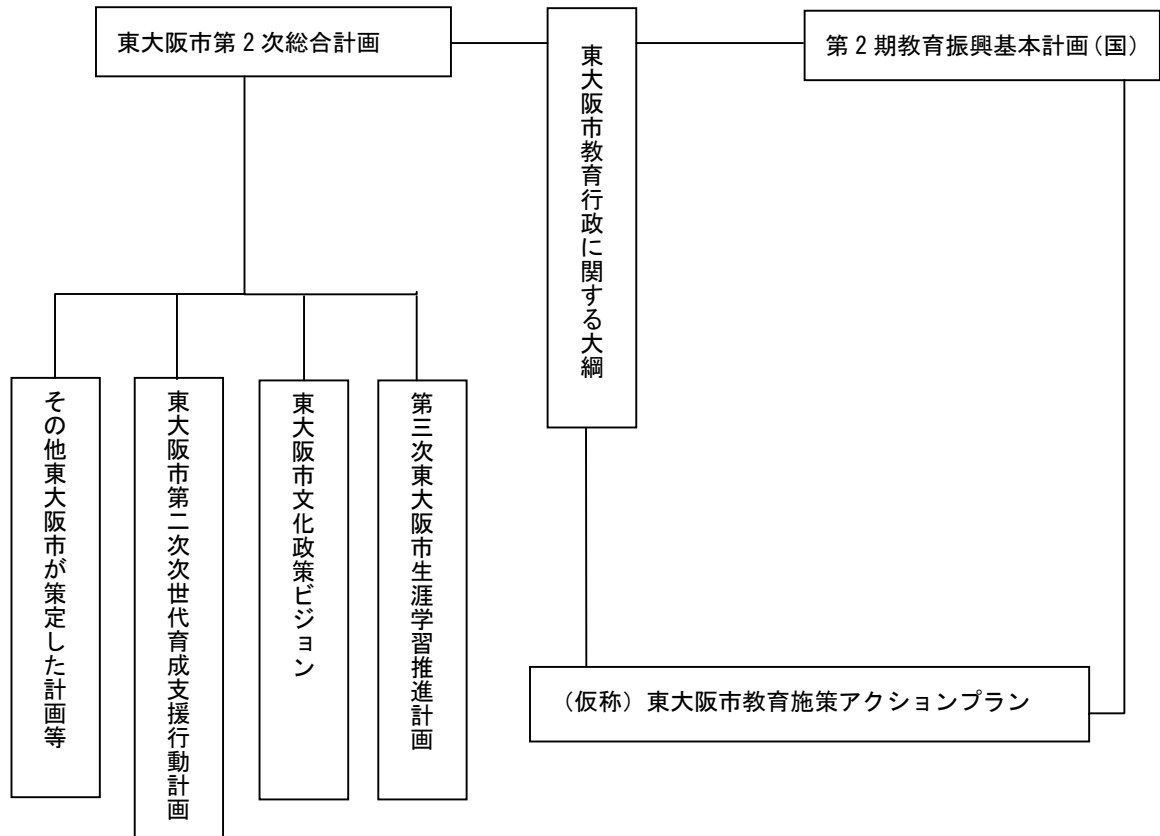 東大阪市第２次総合計画
東大阪市教育行政に関する大綱
第２期教育振興基本計画（国）
その他東大阪市が策定した計画等
東大阪市第二次次世代育成支援行動計画
東大阪市文化政策ビジョン
第三次東大阪市生涯学習推進計画
（仮称）東大阪市教育施策アクションプラン